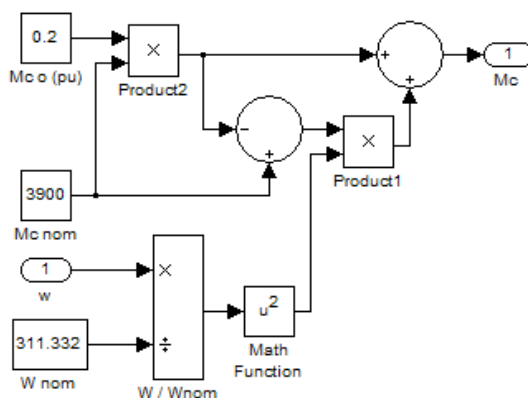 0.2
Mc o (pu)
×
Product2
+
+
1
Mc
−
+
×
Product1
3900
Mc nom
1
w
311.332
W nom
×
÷
W / Wnom
u²
Math
Function